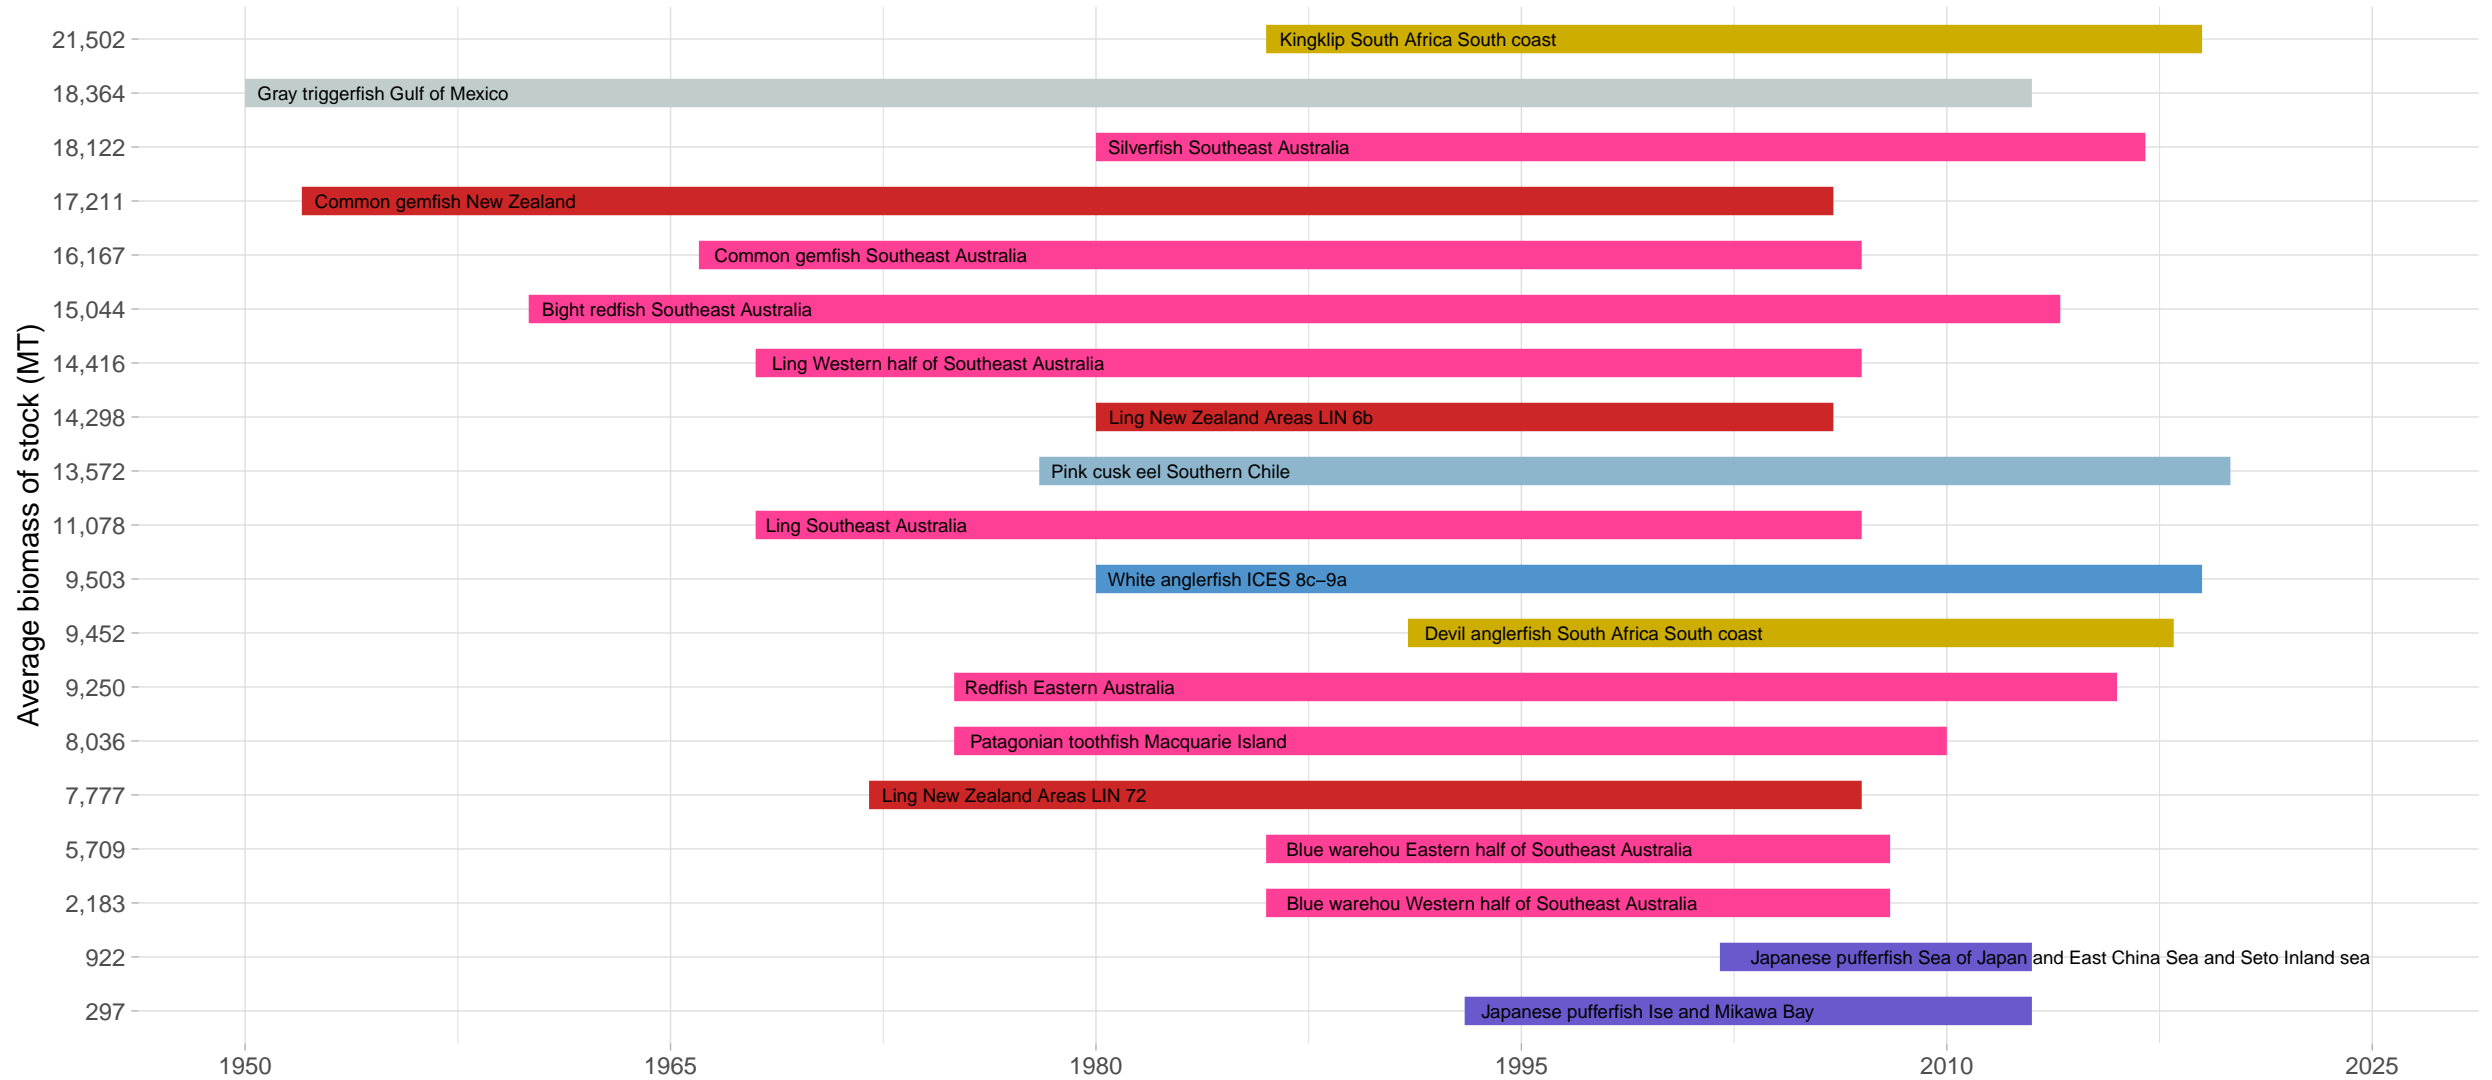 Average biomass of stock (MT)
21,502 Kingklip South Africa South coast
18,364 Gray triggerfish Gulf of Mexico
18,122 Silverfish Southeast Australia
17,211 Common gemfish New Zealand
16,167 Common gemfish Southeast Australia
15,044 Bight redfish Southeast Australia
14,416 Ling Western half of Southeast Australia
14,298 Ling New Zealand Areas LIN 6b
13,572 Pink cusk eel Southern Chile
11,078 Ling Southeast Australia
9,503 White anglerfish ICES 8c–9a
9,452 Devil anglerfish South Africa South coast
9,250 Redfish Eastern Australia
8,036 Patagonian toothfish Macquarie Island
7,777 Ling New Zealand Areas LIN 72
5,709 Blue warehou Eastern half of Southeast Australia
2,183 Blue warehou Western half of Southeast Australia
922 Japanese pufferfish Sea of Japan and East China Sea and Seto Inland sea
297 Japanese pufferfish Ise and Mikawa Bay
1950 1965 1980 1995 2010 2025